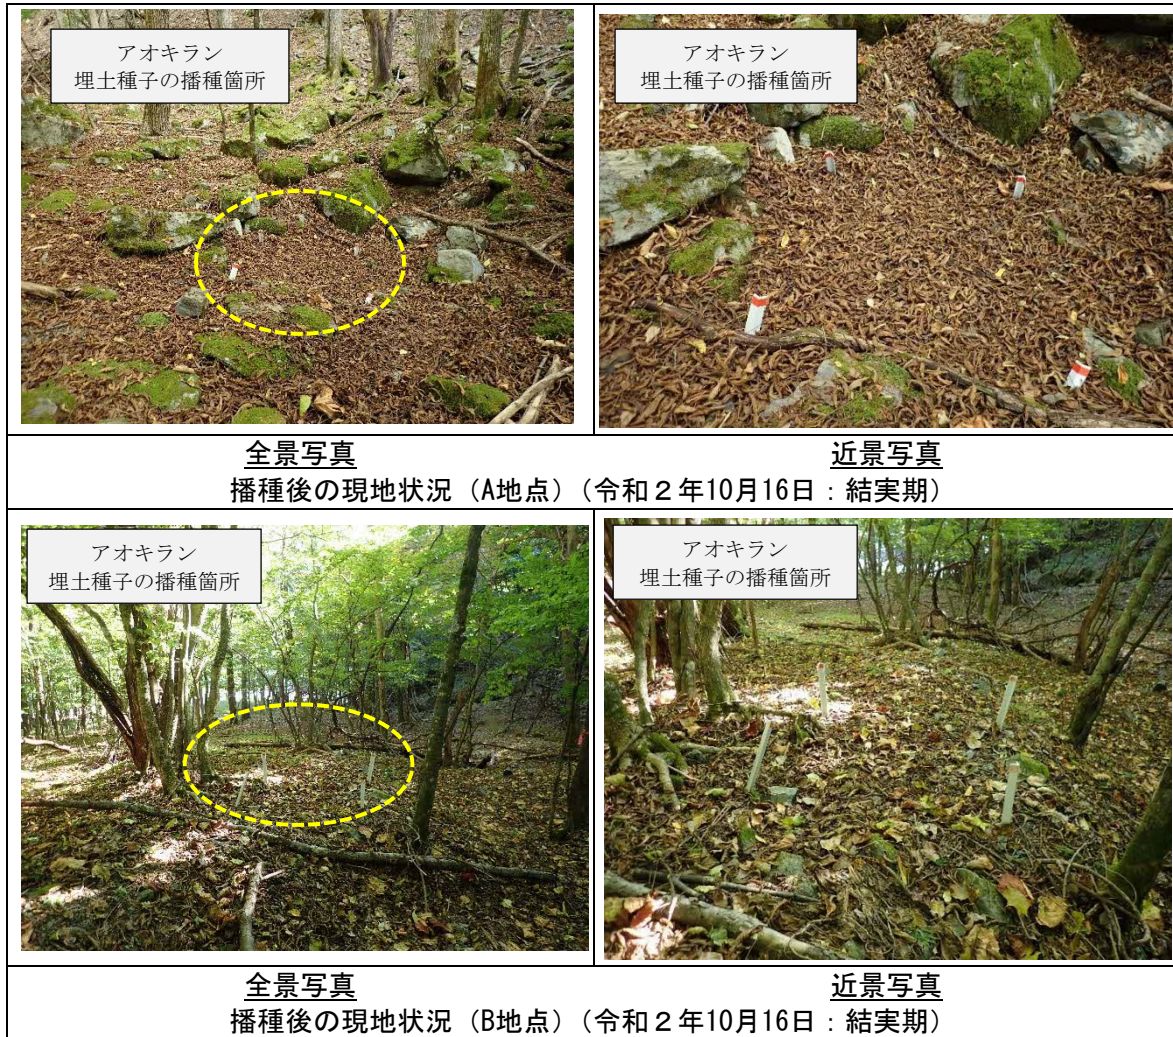 アオキラン
埋土種子の播種箇所
アオキラン
埋土種子の播種箇所
全景写真
近景写真
播種後の現地状況（A地点）（令和２年10月16日：結実期）
アオキラン
埋土種子の播種箇所
アオキラン
埋土種子の播種箇所
全景写真
近景写真
播種後の現地状況（B地点）（令和２年10月16日：結実期）